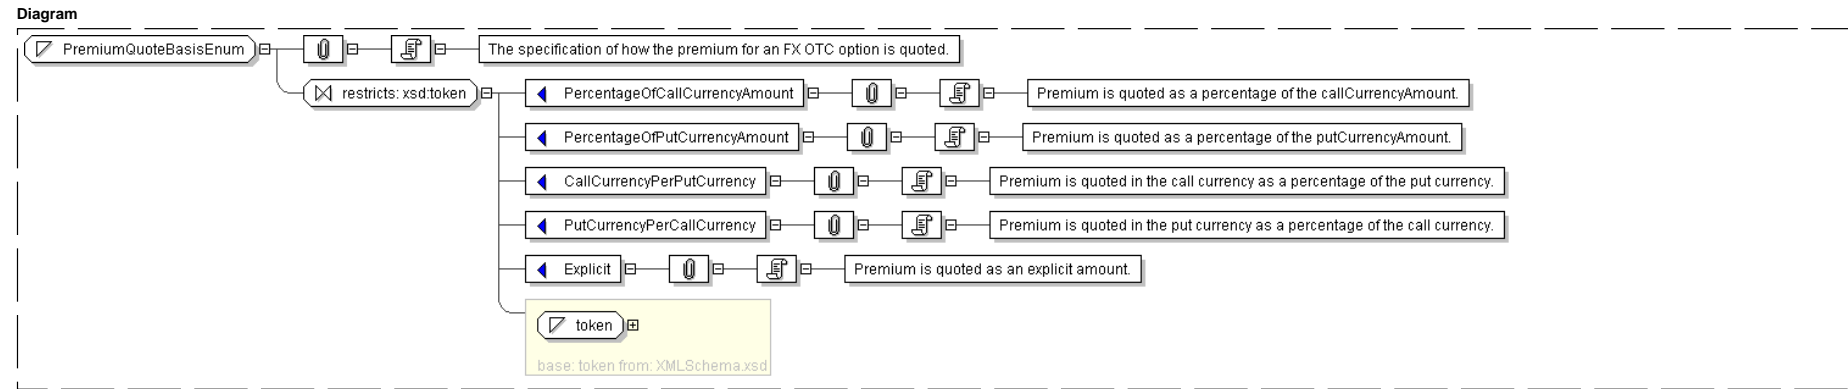 Diagram
PremiumQuoteBasisEnum The specification of how the premium for an FX OTC option is quoted.
restricts: xsd:token PercentageOfCallCurrencyAmount Premium is quoted as a percentage of the callCurrencyAmount.
PercentageOfPutCurrencyAmount Premium is quoted as a percentage of the putCurrencyAmount.
CallCurrencyPerPutCurrency Premium is quoted in the call currency as a percentage of the put currency.
PutCurrencyPerCallCurrency Premium is quoted in the put currency as a percentage of the call currency.
Explicit Premium is quoted as an explicit amount.
token
base: token from: XMLSchema.xsd